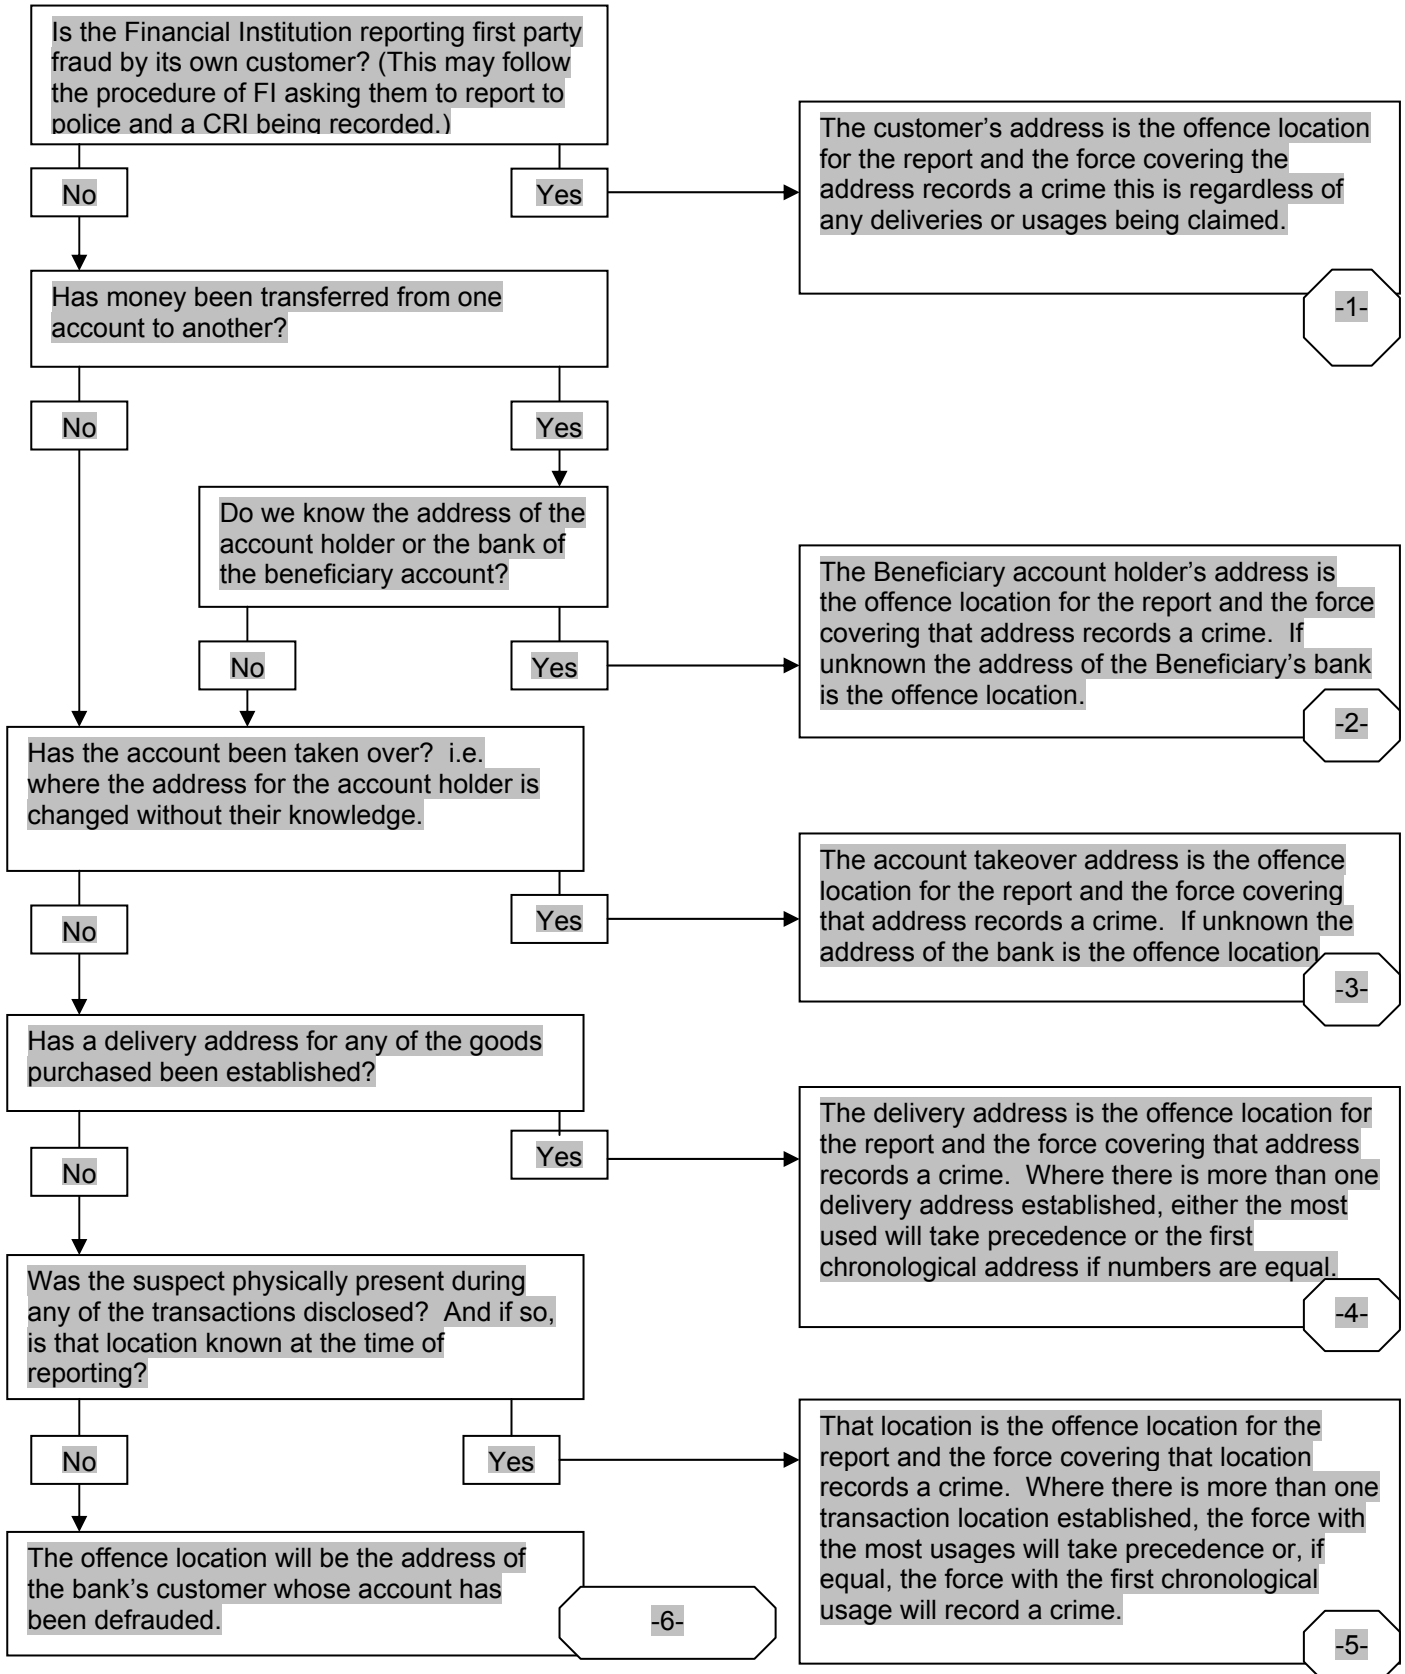 Is the Financial Institution reporting first party
fraud by its own customer? (This may follow
the procedure of FI asking them to report to
police and a CRI being recorded.)
No
Yes
The customer’s address is the offence location
for the report and the force covering the
address records a crime this is regardless of
any deliveries or usages being claimed.
-1-
Has money been transferred from one
account to another?
No
Yes
Do we know the address of the
account holder or the bank of
the beneficiary account?
No
Yes
The Beneficiary account holder’s address is
the offence location for the report and the force
covering that address records a crime.  If
unknown the address of the Beneficiary’s bank
is the offence location.
-2-
Has the account been taken over?  i.e.
where the address for the account holder is
changed without their knowledge.
No
Yes
The account takeover address is the offence
location for the report and the force covering
that address records a crime.  If unknown the
address of the bank is the offence location
-3-
Has a delivery address for any of the goods
purchased been established?
No
Yes
The delivery address is the offence location for
the report and the force covering that address
records a crime.  Where there is more than one
delivery address established, either the most
used will take precedence or the first
chronological address if numbers are equal.
-4-
Was the suspect physically present during
any of the transactions disclosed?  And if so,
is that location known at the time of
reporting?
No
Yes
That location is the offence location for the
report and the force covering that location
records a crime.  Where there is more than one
transaction location established, the force with
the most usages will take precedence or, if
equal, the force with the first chronological
usage will record a crime.
-5-
The offence location will be the address of
the bank’s customer whose account has
been defrauded.
-6-